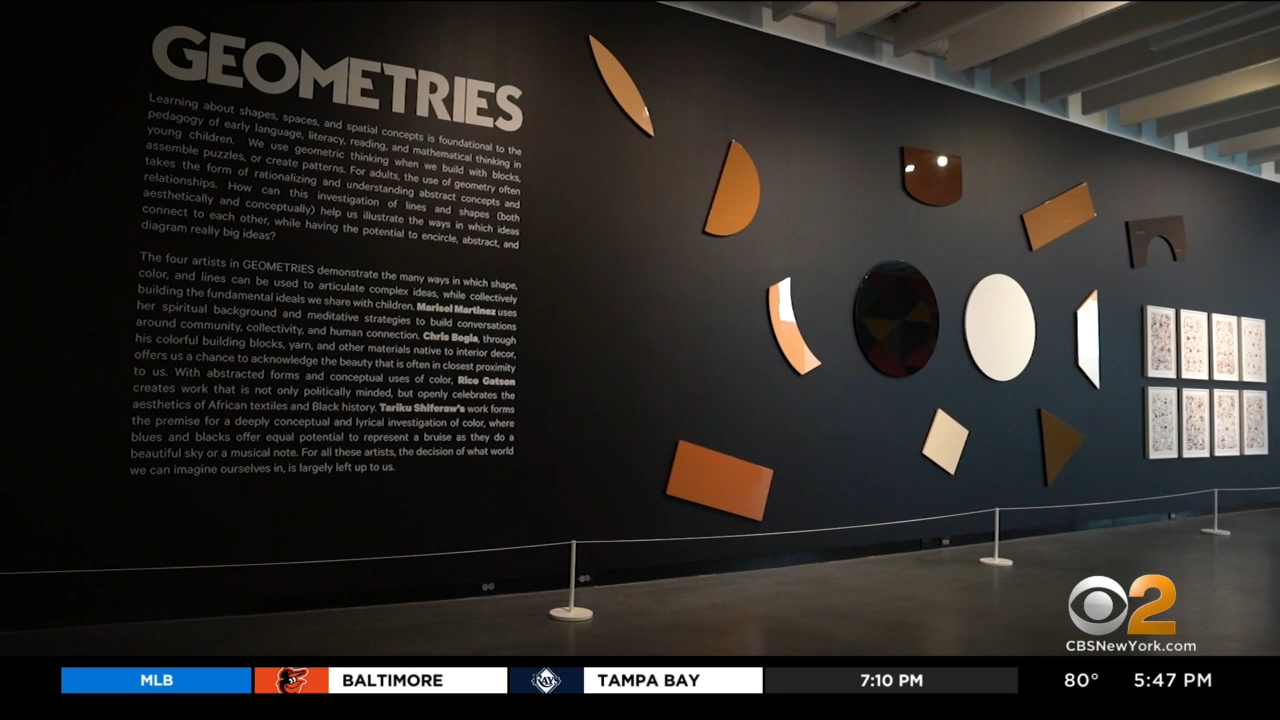 GEOMETRIES
Learning about shapes, spaces, and spatial concepts is foundational to the
pedagogy of early language, literacy, reading, and mathematical thinking in
young children. We use geometric thinking when we build with blocks,
assemble puzzles, or create patterns. For adults, the use of geometry often
takes the form of rationalizing and understanding abstract concepts and
relationships. How can this investigation of lines and shapes (both
aesthetically and conceptually) help us illustrate the ways in which ideas
connect to each other, while having the potential to encircle, abstract, and
diagram really big ideas?
The four artists in GEOMETRIES demonstrate the many ways in which shape,
color, and lines can be used to articulate complex ideas, while collectively
building the fundamental ideals we share with children. Marisol Martinez uses
her spiritual background and meditative strategies to build conversations
around community, collectivity, and human connection. Chris Bogia, through
his colorful building blocks, yarn, and other materials native to interior decor,
offers us a chance to acknowledge the beauty that is often in closest proximity
to us. With abstracted forms and conceptual uses of color, Rico Gatson
creates work that is not only politically minded, but openly celebrates the
aesthetics of African textiles and Black history. Tariku Shiferaw's work forms
the premise for a deeply conceptual and lyrical investigation of color, where
blues and blacks offer equal potential to represent a bruise as they do a
beautiful sky or a musical note. For all these artists, the decision of what world
we can imagine ourselves in, is largely left up to us.
2
CBSNewYork.com
MLB BALTIMORE RAYS TAMPA BAY 7:10 PM 80° 5:47 PM